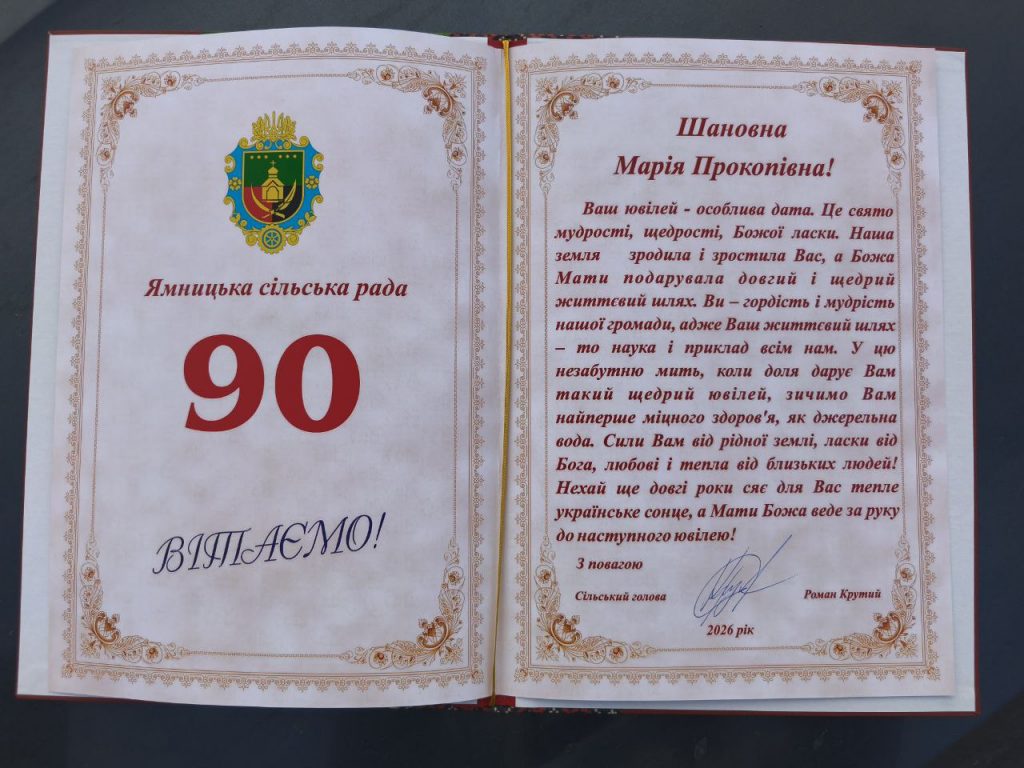 Ямницька сільська рада
90
ВІТАЄМО!
Шановна
Марія Прокопівна!
Ваш ювілей - особлива дата. Це свято
мудрості, щедрості, Божої ласки. Наша
земля зродила і зростила Вас, а Божа
Мати подарувала довгий і щедрий
життєвий шлях. Ви – гордість і мудрість
нашої громади, адже Ваш життєвий шлях
– то наука і приклад всім нам. У цю
незабутню мить, коли доля дарує Вам
такий щедрий ювілей, зичимо Вам
найперше міцного здоров'я, як джерельна
вода. Сили Вам від рідної землі, ласки від
Бога, любові і тепла від близьких людей!
Нехай ще довгі роки сяє для Вас тепле
українське сонце, а Мати Божа веде за руку
до наступного ювілею!
З повагою
Сільський голова Роман Крутий
2026 рік